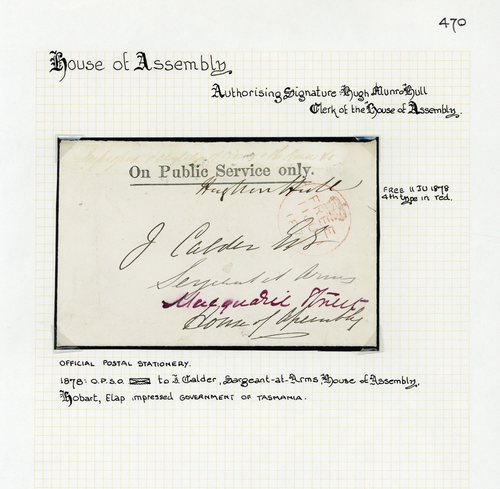 470
House of Assembly
Authorising Signature Hugh Munro Hull
Clerk of the House of Assembly.
On Public Service only.
Hugh M Hull
FREE 11 JU 1878
4th type in red.
FREE
J Calder Esq
Sergeant at Arms
Macquarie Street
House of Assembly
OFFICIAL POSTAL STATIONERY.
1878: O.P.S.O. to J. Calder, Sargeant-at-Arms House of Assembly,
Hobart, Flap impressed GOVERNMENT OF TASMANIA.